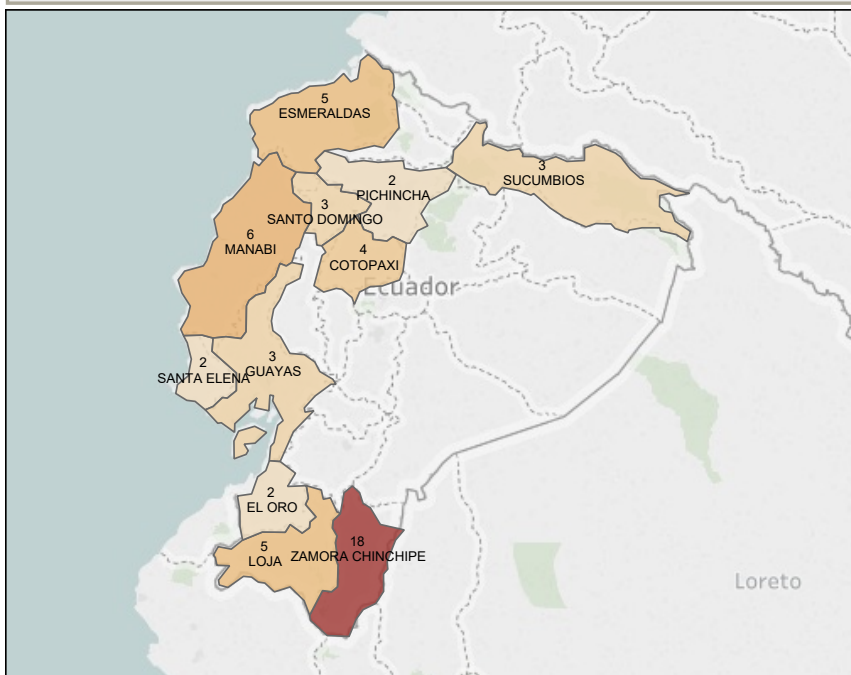 5
ESMERALDAS
3
SUCUMBIOS
2
PICHINCHA
3
SANTO DOMINGO
6
MANABI
4
COTOPAXI
Ecuador
2
SANTA ELENA
3
GUAYAS
2
EL ORO
5
LOJA
18
ZAMORA CHINCHIPE
Loreto